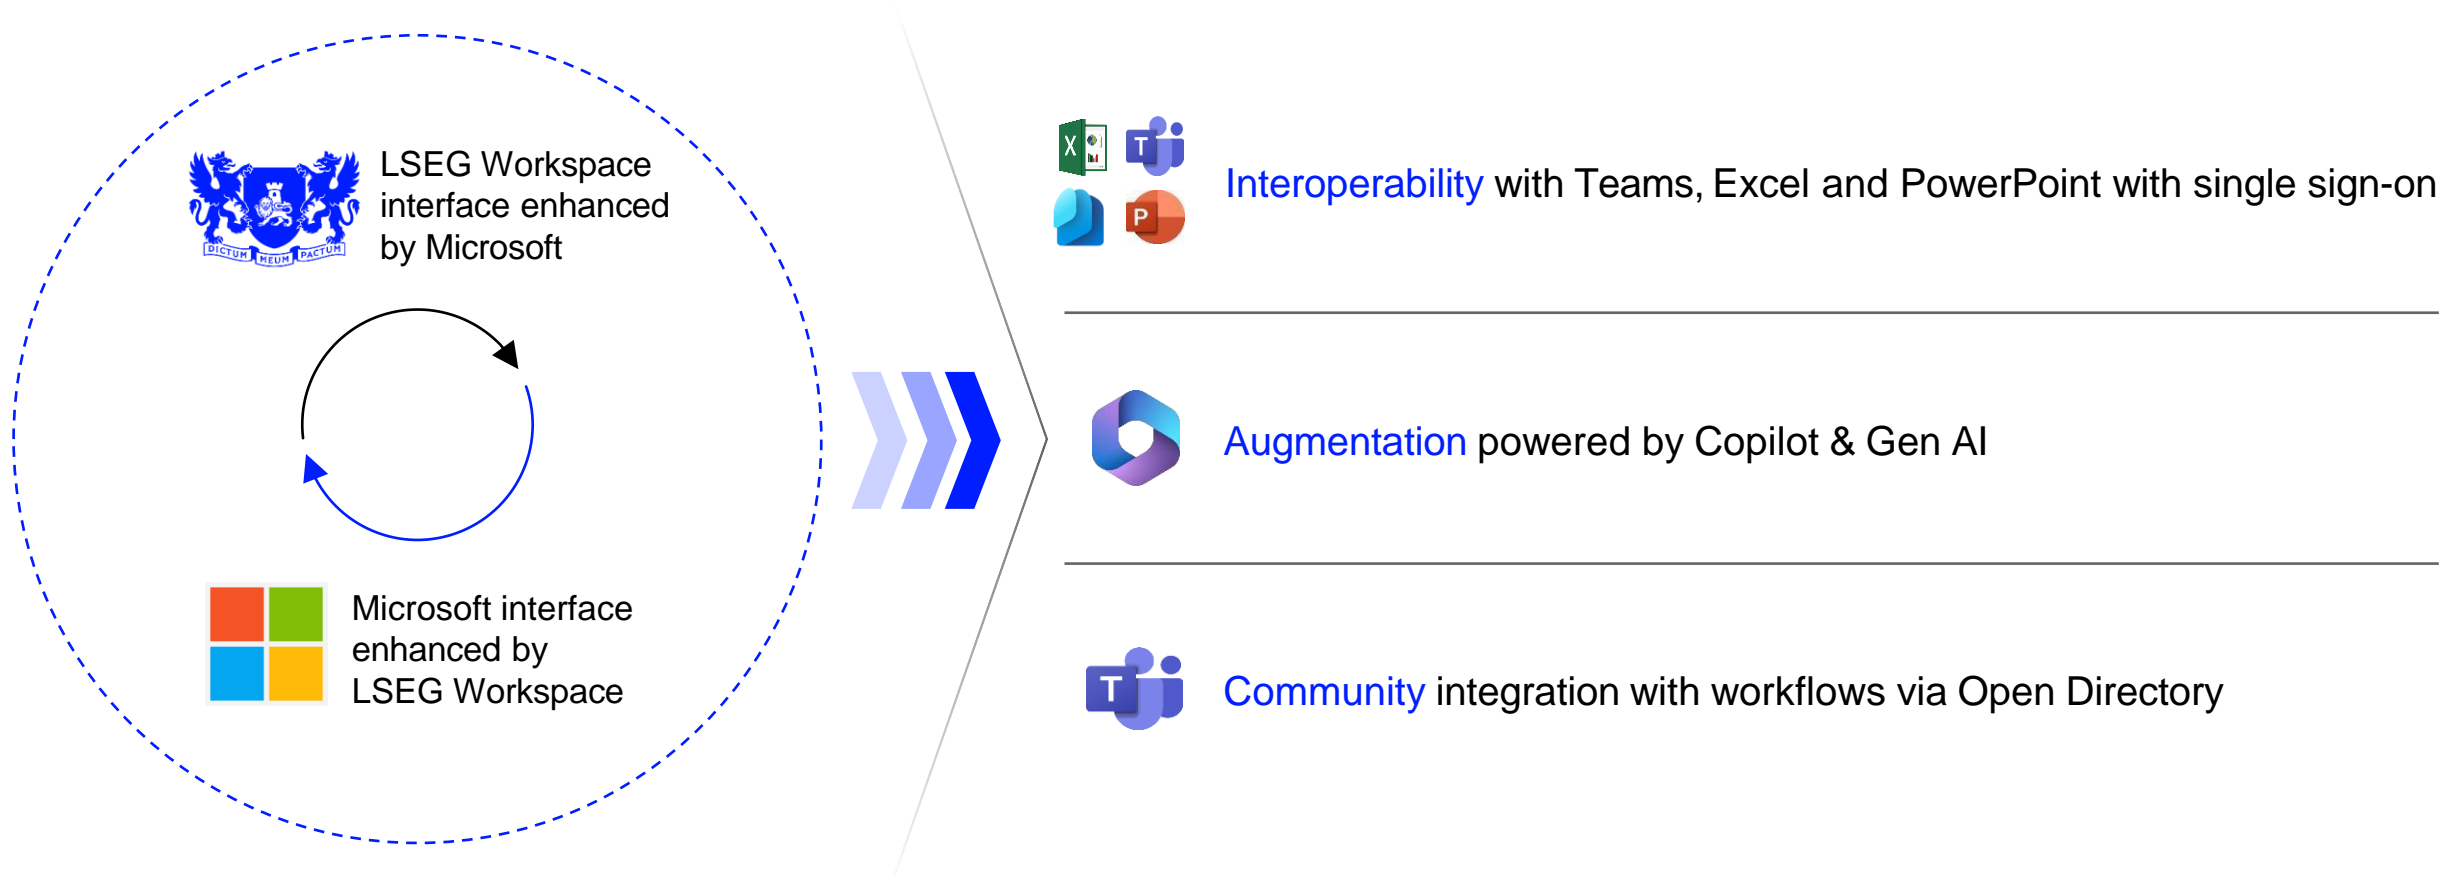 LSEG Workspace
interface enhanced
by Microsoft
DICTUM MEUM PACTUM
Microsoft interface
enhanced by
LSEG Workspace
X
T
P
Interoperability with Teams, Excel and PowerPoint with single sign-on
Augmentation powered by Copilot & Gen AI
T
Community integration with workflows via Open Directory